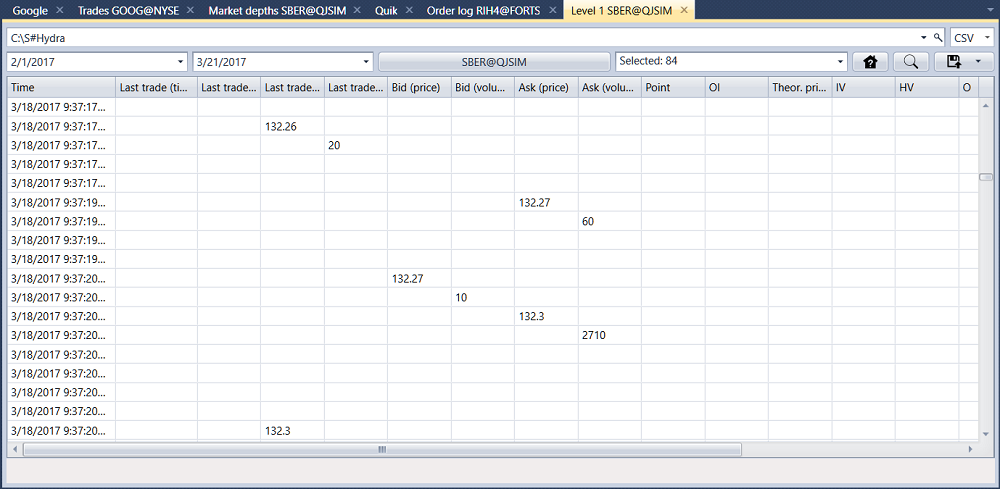 Google Trades GOOG@NYSE Market depths SBER@QJSIM Quik Order log RIH4@FORTS Level 1 SBER@QJSIM
C:\S#Hydra CSV
2/1/2017 3/21/2017 SBER@QJSIM Selected: 84
Time Last trade (ti... Last trade... Last trade... Last trade... Bid (price) Bid (volu... Ask (price) Ask (volu... Point OI Theor. pri... IV HV O
3/18/2017 9:37:17...
3/18/2017 9:37:17... 132.26
3/18/2017 9:37:17... 20
3/18/2017 9:37:17...
3/18/2017 9:37:17...
3/18/2017 9:37:19... 132.27
3/18/2017 9:37:19... 60
3/18/2017 9:37:19...
3/18/2017 9:37:19...
3/18/2017 9:37:20... 132.27
3/18/2017 9:37:20... 10
3/18/2017 9:37:20... 132.3
3/18/2017 9:37:20... 2710
3/18/2017 9:37:20...
3/18/2017 9:37:20...
3/18/2017 9:37:20...
3/18/2017 9:37:20...
3/18/2017 9:37:20... 132.3